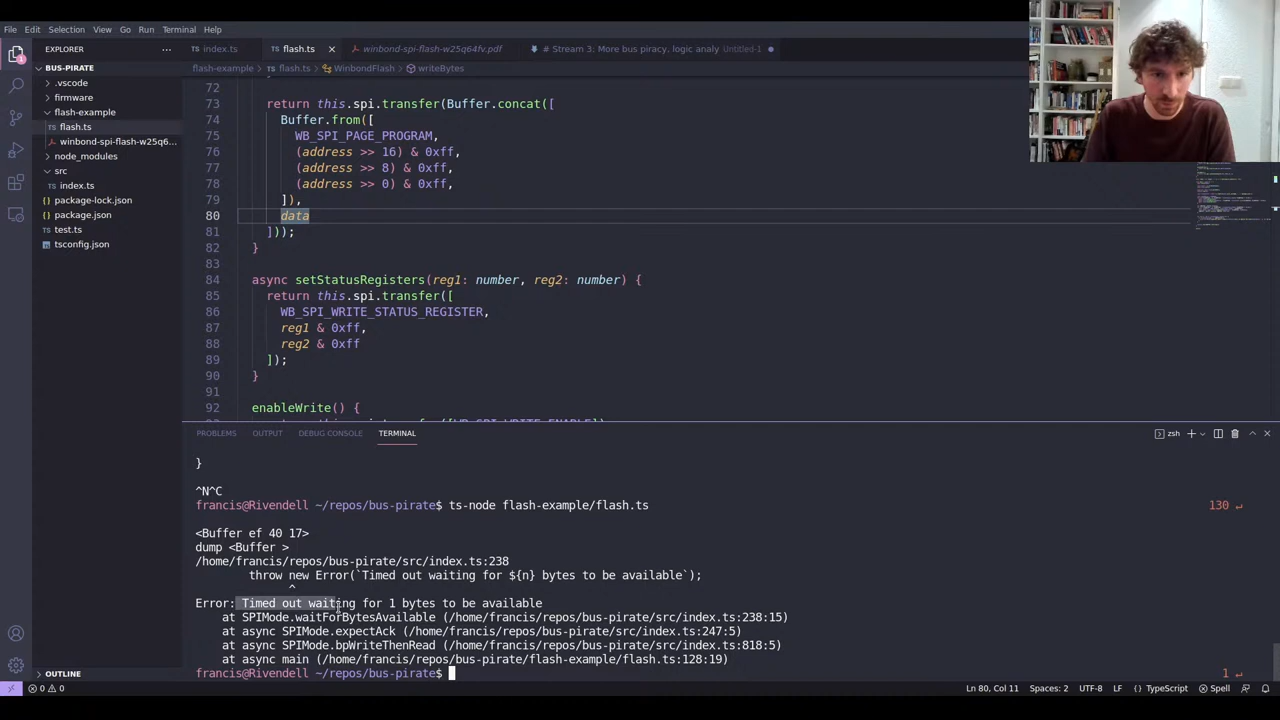 File Edit Selection View Go Run Terminal Help
EXPLORER
index.ts
flash.ts
winbond-spi-flash-w25q64fv.pdf
Stream 3: More bus piracy, logic analy Untitled-1
BUS-PIRATE
flash-example > flash.ts > WinbondFlash > writeBytes
.vscode
firmware
flash-example
flash.ts
winbond-spi-flash-w25q6...
node_modules
src
index.ts
package-lock.json
package.json
test.ts
tsconfig.json
72
73 return this.spi.transfer(Buffer.concat([
74 Buffer.from([
75 WB_SPI_PAGE_PROGRAM,
76 (address >> 16) & 0xff,
77 (address >> 8) & 0xff,
78 (address >> 0) & 0xff,
79 ]),
80 data
81 ]));
82 }
83
84 async setStatusRegisters(reg1: number, reg2: number) {
85 return this.spi.transfer([
86 WB_SPI_WRITE_STATUS_REGISTER,
87 reg1 & 0xff,
88 reg2 & 0xff
89 ]);
90 }
91
92 enableWrite() {
PROBLEMS OUTPUT DEBUG CONSOLE TERMINAL
zsh
}
^N^C
francis@Rivendell ~/repos/bus-pirate$ ts-node flash-example/flash.ts 130 ↵
<Buffer ef 40 17>
dump <Buffer >
/home/francis/repos/bus-pirate/src/index.ts:238
throw new Error(`Timed out waiting for ${n} bytes to be available`);
^
Error: Timed out waiting for 1 bytes to be available
at SPIMode.waitForBytesAvailable (/home/francis/repos/bus-pirate/src/index.ts:238:15)
at async SPIMode.expectAck (/home/francis/repos/bus-pirate/src/index.ts:247:5)
at async SPIMode.bpWriteThenRead (/home/francis/repos/bus-pirate/src/index.ts:818:5)
at async main (/home/francis/repos/bus-pirate/flash-example/flash.ts:128:19)
francis@Rivendell ~/repos/bus-pirate$ 1 ↵
OUTLINE
0 0
Ln 80, Col 11 Spaces: 2 UTF-8 LF TypeScript Spell